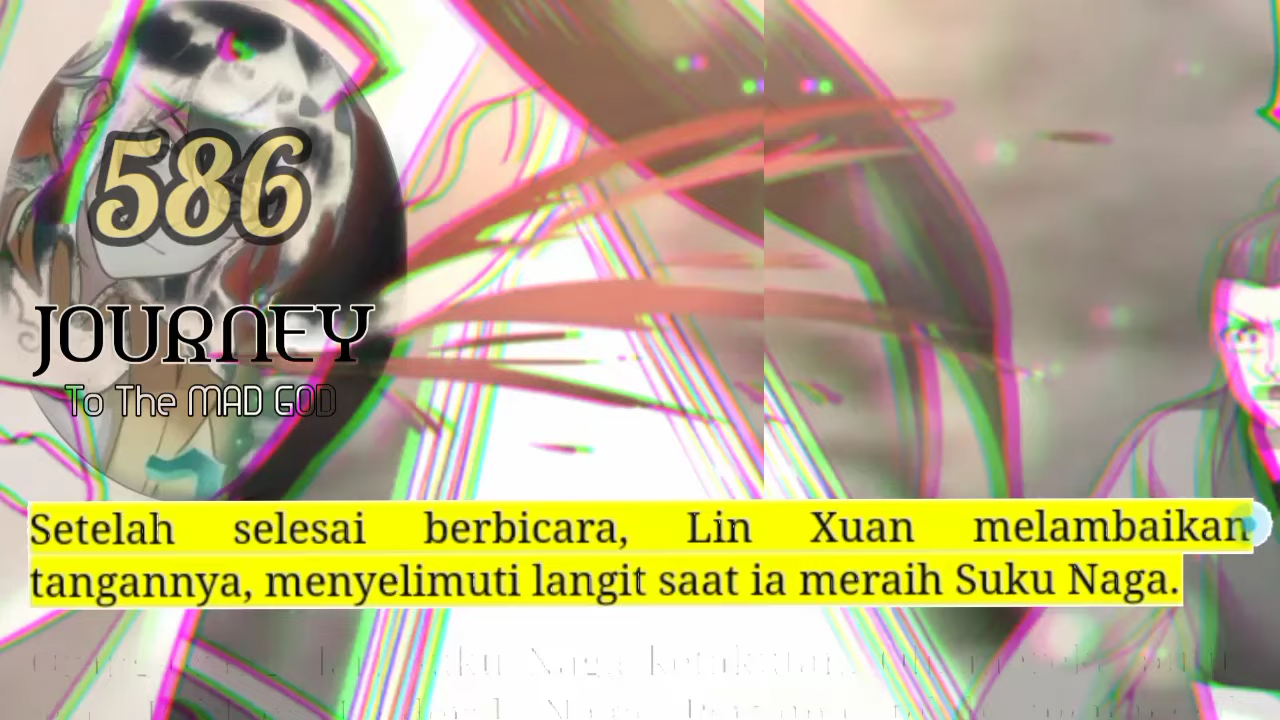 586
JOURNEY
To The MAD GOD
Setelah selesai berbicara, Lin Xuan melambaikan
tangannya, menyelimuti langit saat ia meraih Suku Naga.